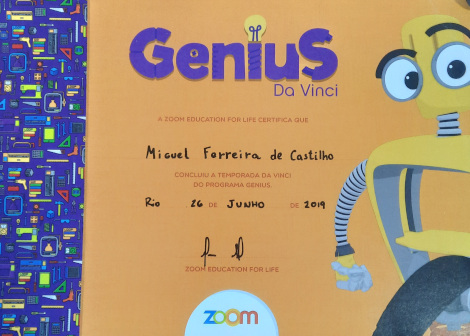 Genius
Da Vinci
A ZOOM EDUCATION FOR LIFE CERTIFICA QUE
Miguel Forreira de Castilho
CONCLUIU A TEMPORADA DA VINCI
DO PROGRAMA GENIUS.
Rio 26 DE JUNHO DE 2019
ZOOM EDUCATION FOR LIFE
zoom